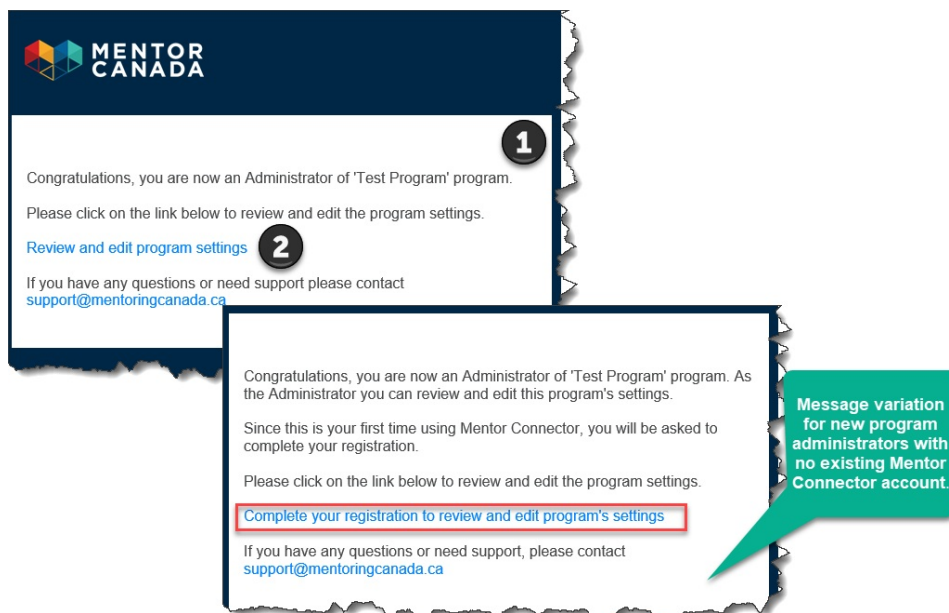 MENTOR
CANADA
1
Congratulations, you are now an Administrator of 'Test Program' program.
Please click on the link below to review and edit the program settings.
Review and edit program settings
2
If you have any questions or need support please contact
support@mentoringcanada.ca
Congratulations, you are now an Administrator of 'Test Program' program. As
the Administrator you can review and edit this program's settings.
Since this is your first time using Mentor Connector, you will be asked to
complete your registration.
Please click on the link below to review and edit the program settings.
Complete your registration to review and edit program's settings
If you have any questions or need support, please contact
support@mentoringcanada.ca
Message variation
for new program
administrators with
no existing Mentor
Connector account.